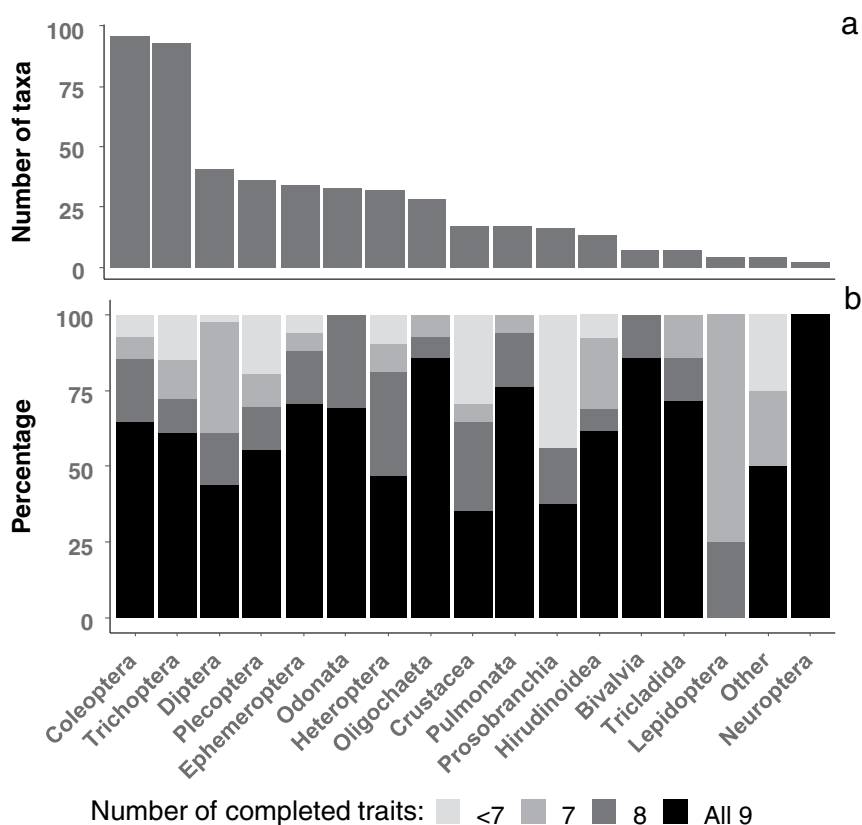 a
Number of taxa
100
75
50
25
0
b
Percentage
100
75
50
25
0
Coleoptera
Trichoptera
Diptera
Plecoptera
Ephemeroptera
Odonata
Heteroptera
Oligochaeta
Crustacea
Pulmonata
Prosobranchia
Hirudinoidea
Bivalvia
Tricladida
Lepidoptera
Other
Neuroptera
Number of completed traits: <7 7 8 All 9